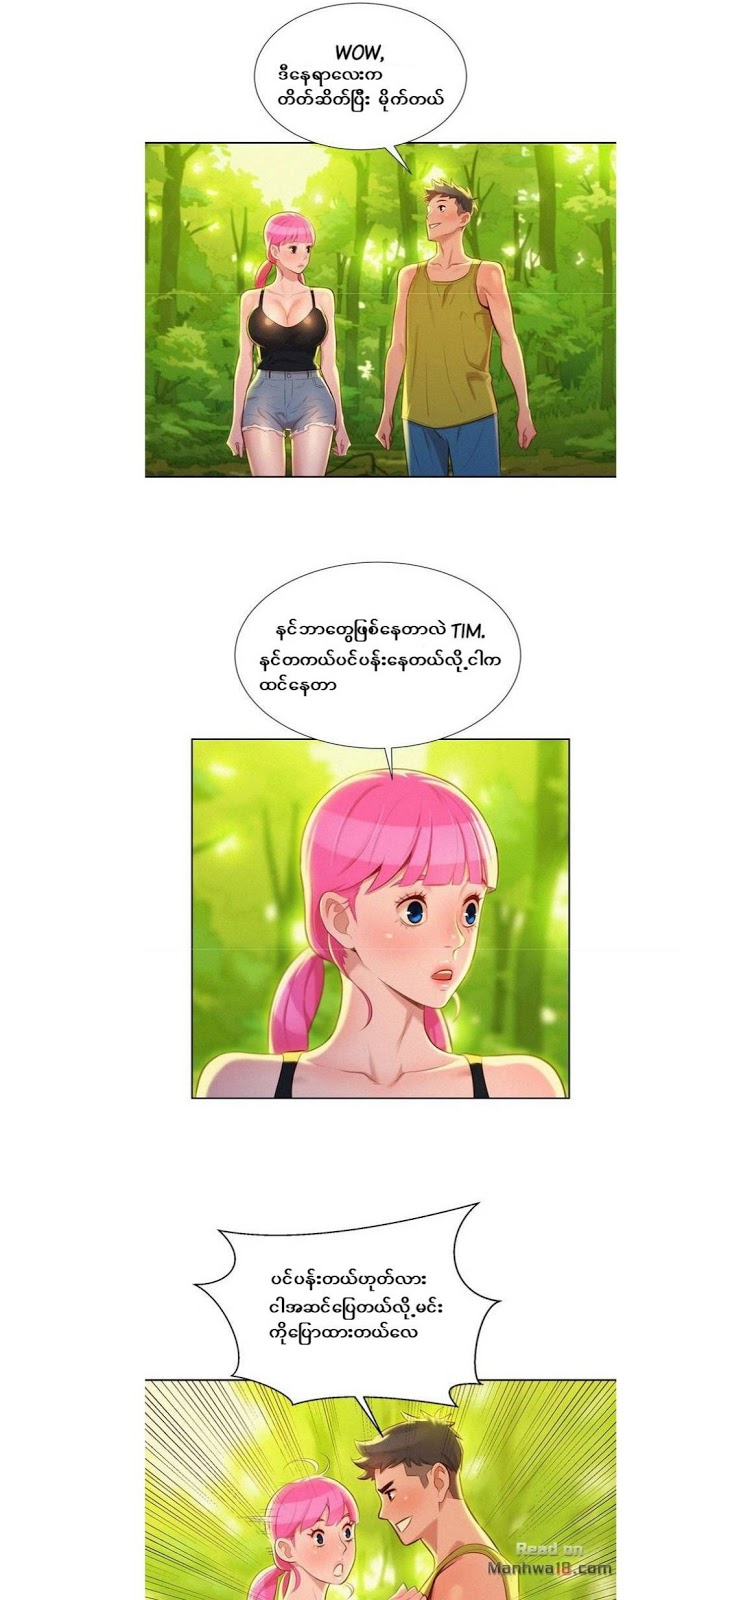 WOW,
ဒီနေရာလေးက
တိတ်ဆိတ်ပြီး မိုက်တယ်
နင်ဘာတွေဖြစ်နေတာလဲ TIM.
နင်တကယ်ပင်ပန်းနေတယ်လို့ငါက
ထင်နေတာ
ပင်ပန်းတယ်ဟုတ်လား
ငါအဆင်ပြေတယ်လို့မင်း
ကိုပြောထားတယ်လေ
Read on
Manhwa18.com